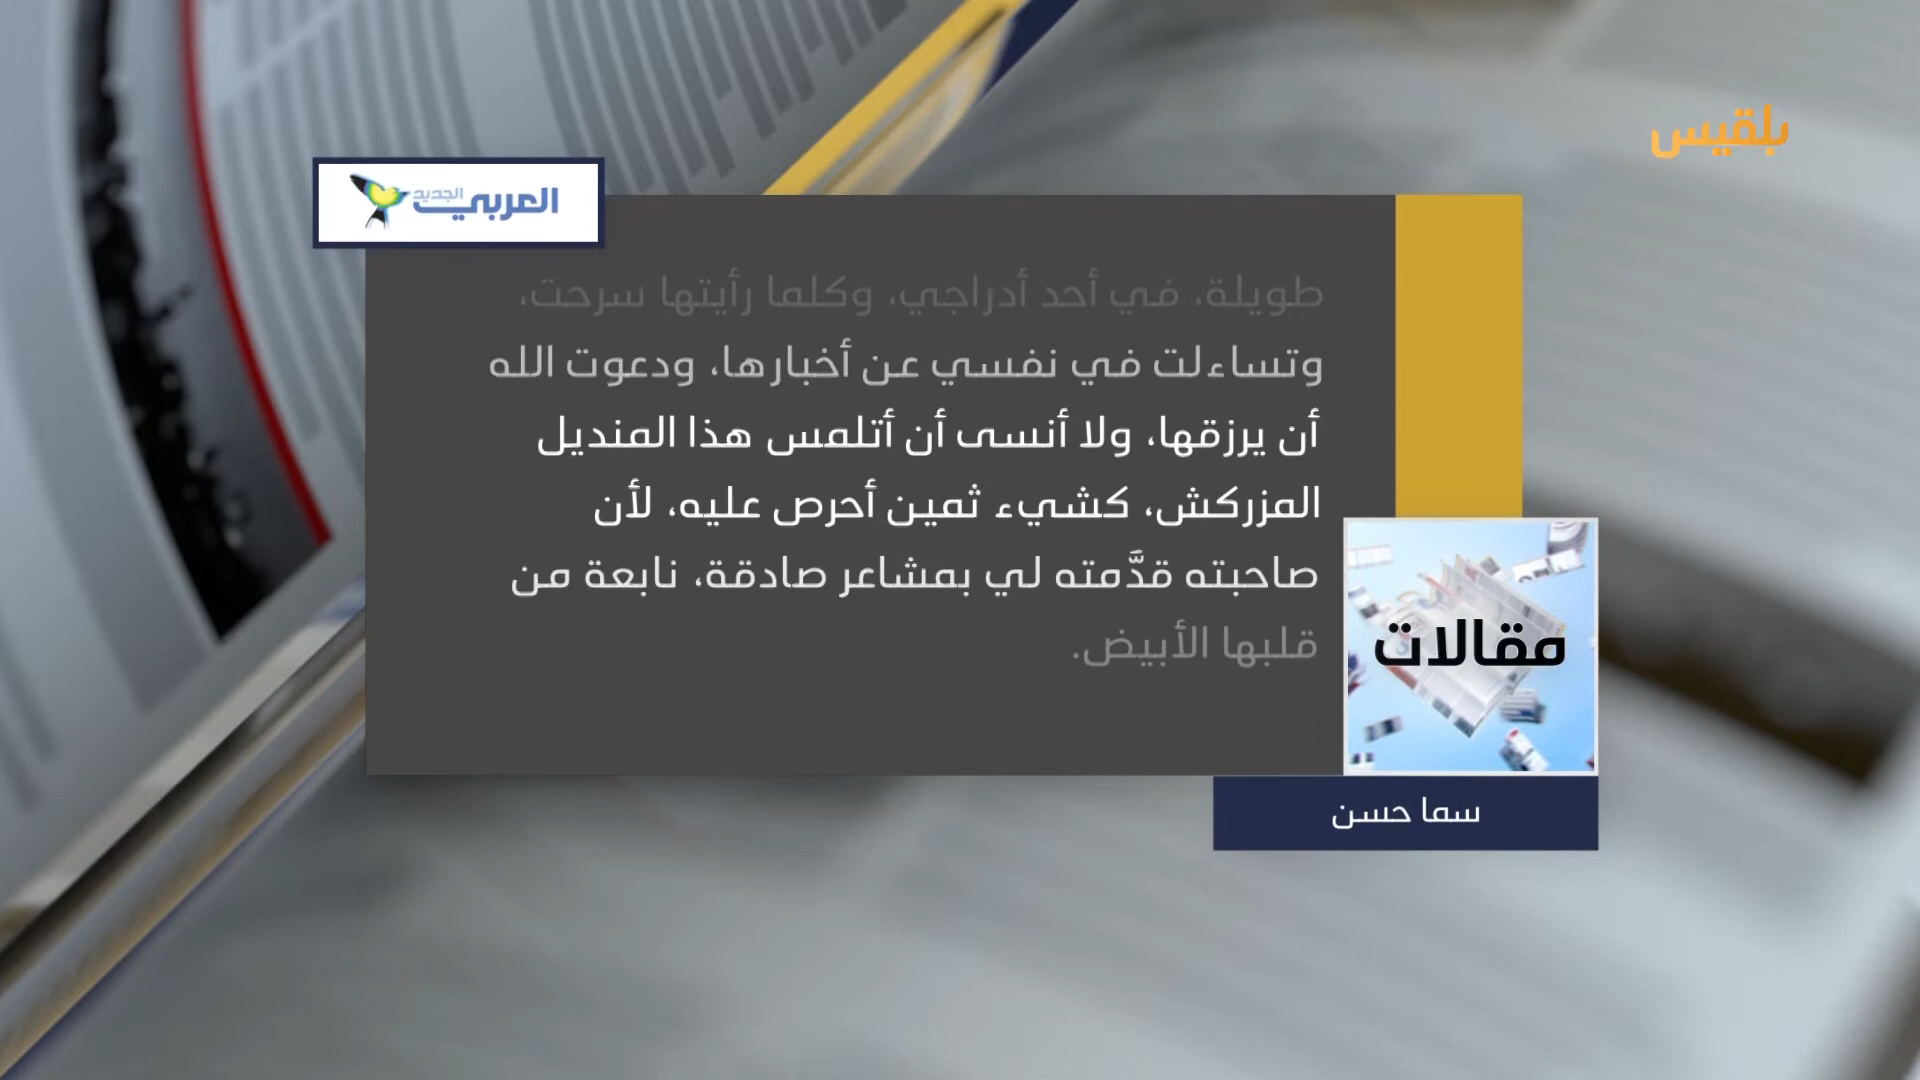 بلقيس
العربي الجديد
طويلة، في أحد أدراجي، وكلما رأيتها سرحت،
وتساءلت في نفسي عن أخبارها، ودعوت الله
أن يرزقها، ولا أنسى أن أتلمس هذا المنديل
المزركش، كشيء ثمين أحرص عليه، لأن
صاحبته قدَّمته لي بمشاعر صادقة، نابعة من
قلبها الأبيض.
مقالات
سما حسن